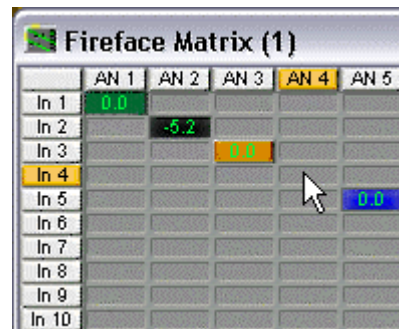 Fireface Matrix (1)
AN 1 AN 2 AN 3 AN 4 AN 5
In 1 0.0
In 2 -5.2
In 3 0.0
In 4
In 5 0.0
In 6
In 7
In 8
In 9
In 10